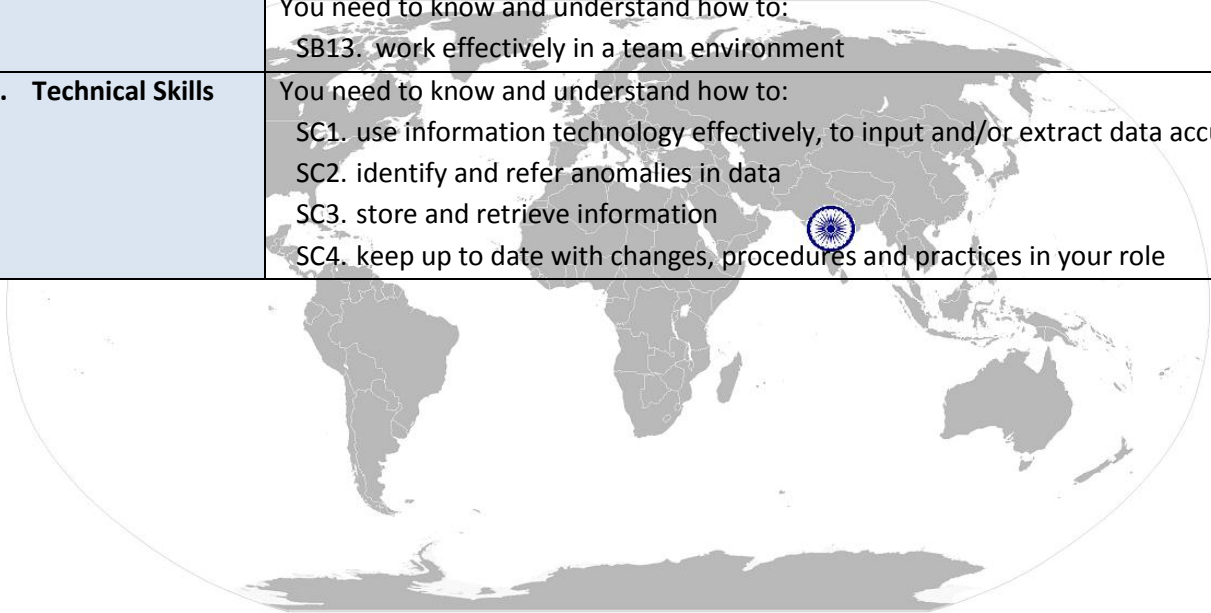 You need to know and understand how to:
SB13. work effectively in a team environment
. Technical Skills
You need to know and understand how to:
SC1. use information technology effectively, to input and/or extract data
SC2. identify and refer anomalies in data
SC3. store and retrieve information
SC4. keep up to date with changes, procedures and practices in your role